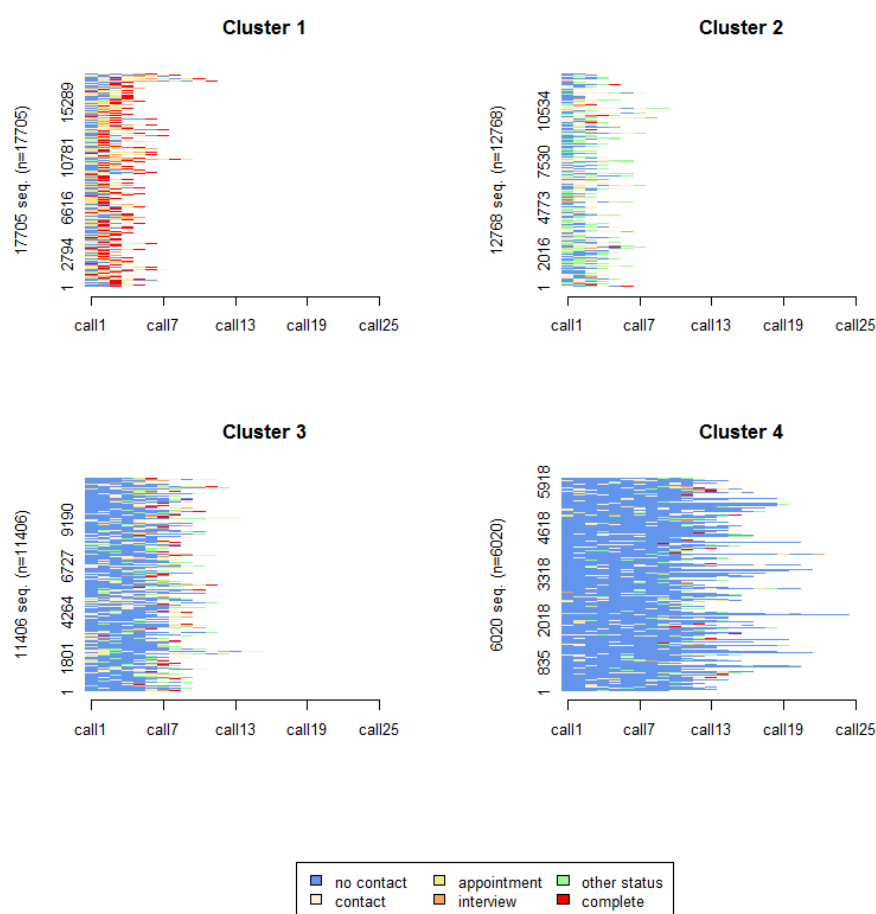 Cluster 1
17705 seq. (n=17705)
1 2794 6616 10781 15289
call1 call7 call13 call19 call25
Cluster 2
12768 seq. (n=12768)
1 2016 4773 7530 10534
call1 call7 call13 call19 call25
Cluster 3
11406 seq. (n=11406)
1 1801 4264 6727 9190
call1 call7 call13 call19 call25
Cluster 4
6020 seq. (n=6020)
1 835 2018 3318 4618 5918
call1 call7 call13 call19 call25
no contact appointment other status
contact interview complete